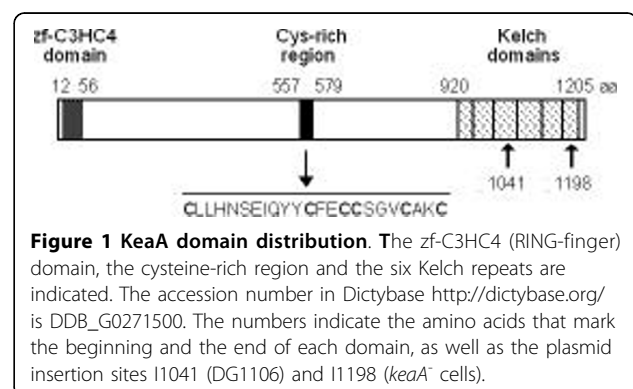 zf-C3HC4 domain
Cys-rich region
Kelch domains
12 56
557 579
920
1205 aa
1041
1198
CLLHNSEIQYYCFECCSGVCAKC
Figure 1 KeaA domain distribution. The zf-C3HC4 (RING-finger)
domain, the cysteine-rich region and the six Kelch repeats are
indicated. The accession number in Dictybase http://dictybase.org/
is DDB_G0271500. The numbers indicate the amino acids that mark
the beginning and the end of each domain, as well as the plasmid
insertion sites I1041 (DG1106) and I1198 (keaA⁻ cells).